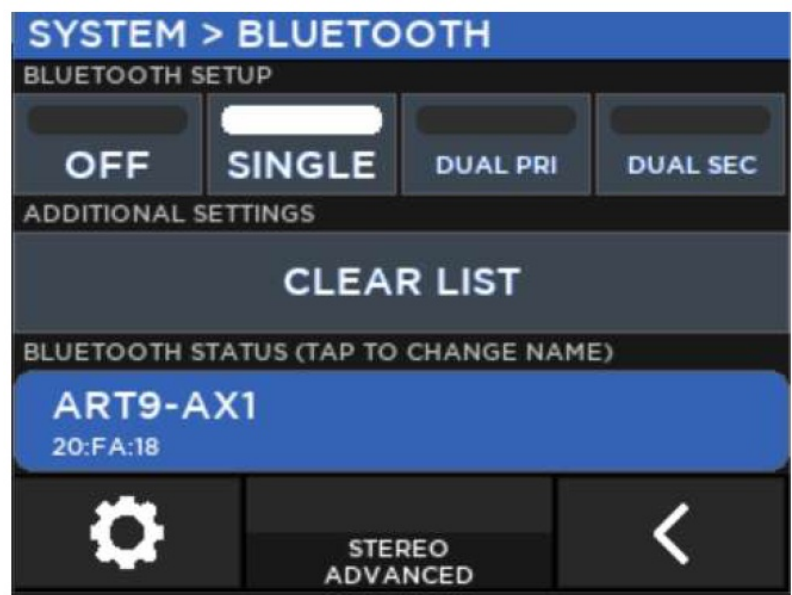 SYSTEM > BLUETOOTH
BLUETOOTH SETUP
OFF SINGLE DUAL PRI DUAL SEC
ADDITIONAL SETTINGS
CLEAR LIST
BLUETOOTH STATUS (TAP TO CHANGE NAME)
ART9-AX1
20:FA:18
STEREO
ADVANCED